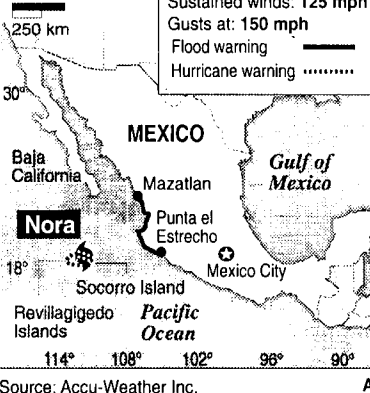 Sustained winds: 125 mph
Gusts at: 150 mph
Flood warning
Hurricane warning
250 km
30°
MEXICO
Baja
California
Gulf of
Mexico
Mazatlan
Nora
Punta el
Estrecho
18°
Mexico City
Socorro Island
Revillagigedo
Islands
Pacific
Ocean
114° 108° 102° 96° 90°
Source: Accu-Weather Inc.
A